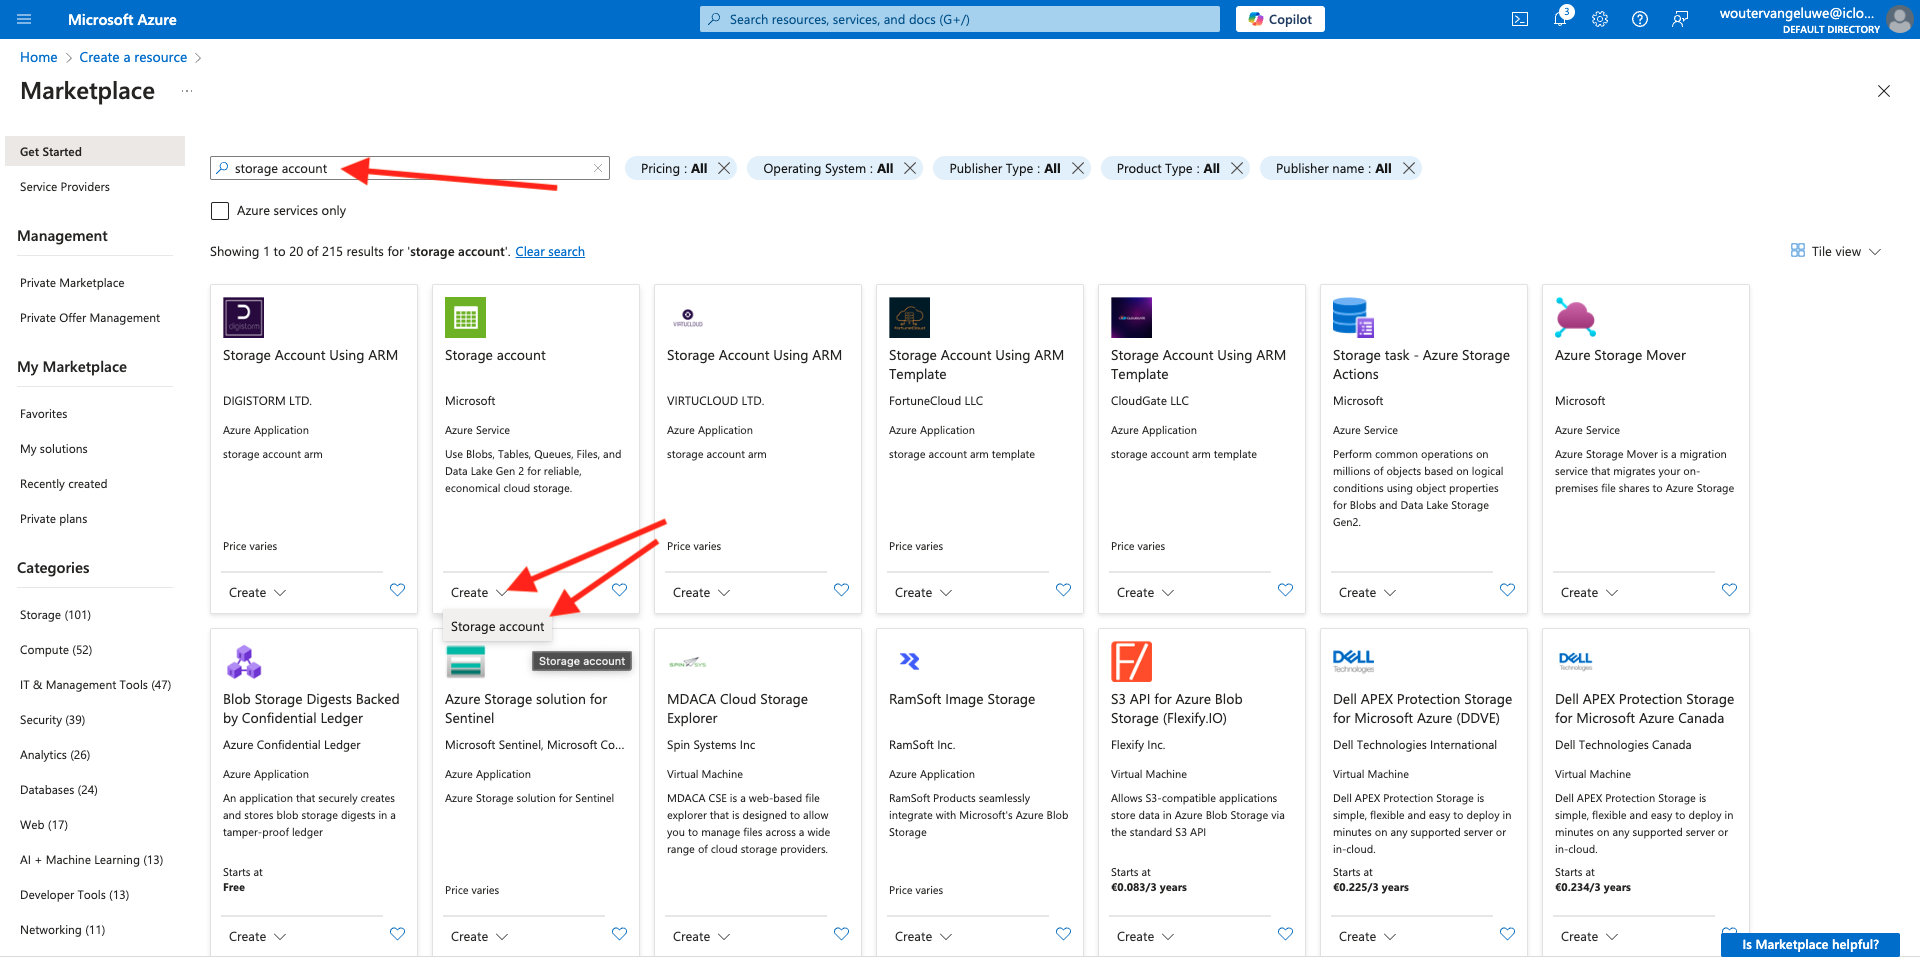 Microsoft Azure
Search resources, services, and docs (G+/)
Copilot
3
woutervangeluwe@iclo...
DEFAULT DIRECTORY
Home > Create a resource >
Marketplace ...
Get Started
Service Providers
Management
Private Marketplace
Private Offer Management
My Marketplace
Favorites
My solutions
Recently created
Private plans
Categories
Storage (101)
Compute (52)
IT & Management Tools (47)
Security (39)
Analytics (26)
Databases (24)
Web (17)
AI + Machine Learning (13)
Developer Tools (13)
Networking (11)
storage account
Pricing : All
Operating System : All
Publisher Type : All
Product Type : All
Publisher name : All
Azure services only
Showing 1 to 20 of 215 results for 'storage account'. Clear search
Tile view
digistorm
Storage Account Using ARM
DIGISTORM LTD.
Azure Application
storage account arm
Price varies
Create
Storage account
Microsoft
Azure Service
Use Blobs, Tables, Queues, Files, and
Data Lake Gen 2 for reliable,
economical cloud storage.
Create
Storage account
Storage account
VIRTUCLOUD
Storage Account Using ARM
VIRTUCLOUD LTD.
Azure Application
storage account arm
Price varies
Create
FortuneCloud
Storage Account Using ARM
Template
FortuneCloud LLC
Azure Application
storage account arm template
Price varies
Create
Storage Account Using ARM
Template
CloudGate LLC
Azure Application
storage account arm template
Price varies
Create
Storage task - Azure Storage
Actions
Microsoft
Azure Service
Perform common operations on
millions of objects based on logical
conditions using object properties
for Blobs and Data Lake Storage
Gen2.
Create
Azure Storage Mover
Microsoft
Azure Service
Azure Storage Mover is a migration
service that migrates your on-
premises file shares to Azure Storage
Create
Blob Storage Digests Backed
by Confidential Ledger
Azure Confidential Ledger
Azure Application
An application that securely creates
and stores blob storage digests in a
tamper-proof ledger
Starts at
Free
Create
Azure Storage solution for
Sentinel
Microsoft Sentinel, Microsoft Co...
Azure Application
Azure Storage solution for Sentinel
Price varies
Create
SPIN SYS
MDACA Cloud Storage
Explorer
Spin Systems Inc
Virtual Machine
MDACA CSE is a web-based file
explorer that is designed to allow
you to manage files across a wide
range of cloud storage providers.
Create
RamSoft Image Storage
RamSoft Inc.
Azure Application
RamSoft Products seamlessly
integrate with Microsoft's Azure Blob
Storage
Price varies
Create
F/
S3 API for Azure Blob
Storage (Flexify.IO)
Flexify Inc.
Virtual Machine
Allows S3-compatible applications
store data in Azure Blob Storage via
the standard S3 API
Starts at
€0.083/3 years
Create
DELL
Technologies
Dell APEX Protection Storage
for Microsoft Azure (DDVE)
Dell Technologies International
Virtual Machine
Dell APEX Protection Storage is
simple, flexible and easy to deploy in
minutes on any supported server or
in-cloud.
Starts at
€0.225/3 years
Create
DELL
Technologies
Dell APEX Protection Storage
for Microsoft Azure Canada
Dell Technologies Canada
Virtual Machine
Dell APEX Protection Storage is
simple, flexible and easy to deploy in
minutes on any supported server or
in-cloud.
Starts at
€0.234/3 years
Create
Is Marketplace helpful?